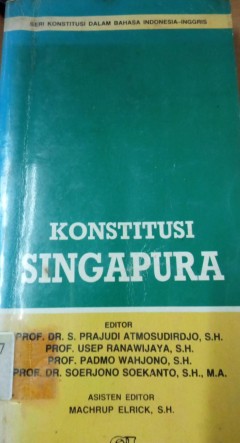 SERI KONSTITUSI DALAM BAHASA INDONESIA-INGGRIS
KONSTITUSI
SINGAPURA
EDITOR
PROF. DR. S. PRAJUDI ATMOSUDIRDJO, S.H.
PROF. USEP RANAWIJAYA, S.H.
PROF. PADMO WAHJONO, S.H.
PROF. DR. SOERJONO SOEKANTO, S.H., M.A.
ASISTEN EDITOR
MACHRUP ELRICK, S.H.
7